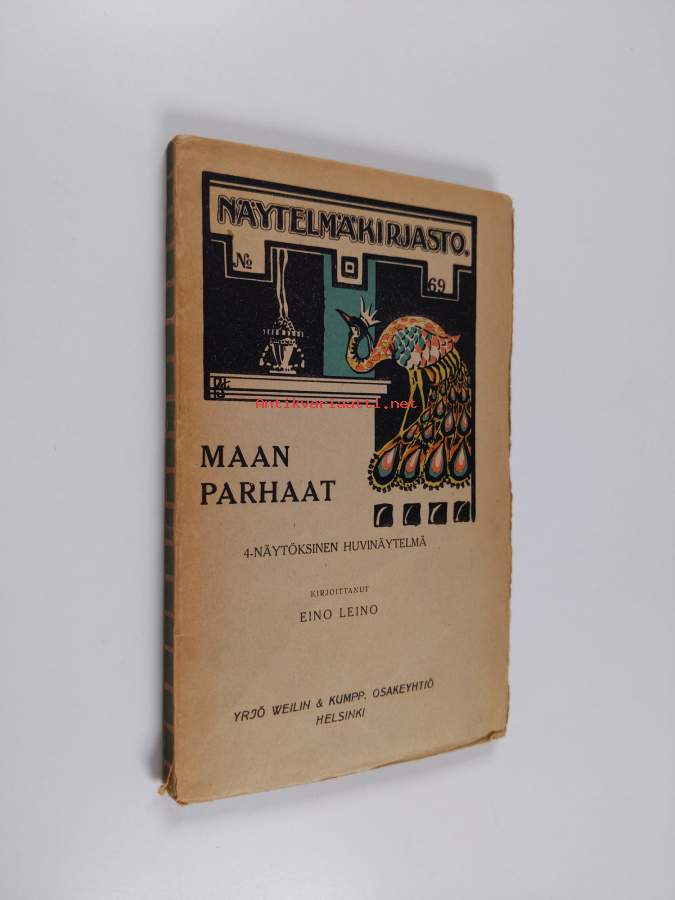 NÄYTELMÄKIRJASTO.
No 69
Antikvariaatti.net
MAAN
PARHAAT
4-NÄYTÖKSINEN HUVINÄYTELMÄ
KIRJOITTANUT
EINO LEINO
YRJÖ WEILIN & KUMPP. OSAKEYHTIÖ
HELSINKI